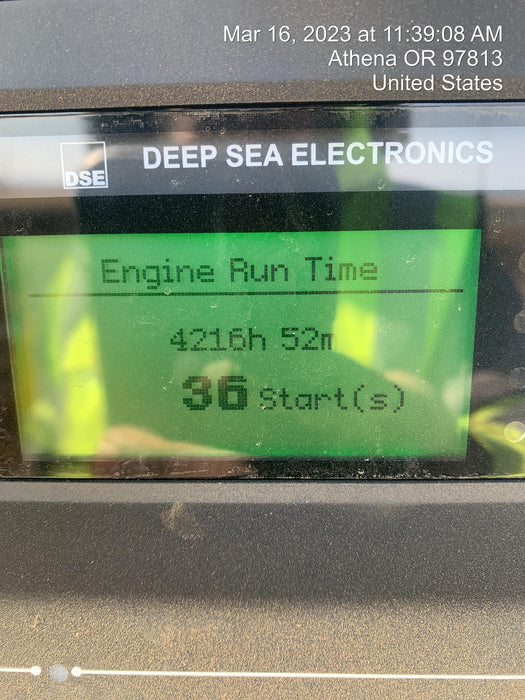 Mar 16, 2023 at 11:39:08 AM
Athena OR 97813
United States
DSE
DEEP SEA ELECTRONICS
Engine Run Time
4216h 52m
36 Start(s)